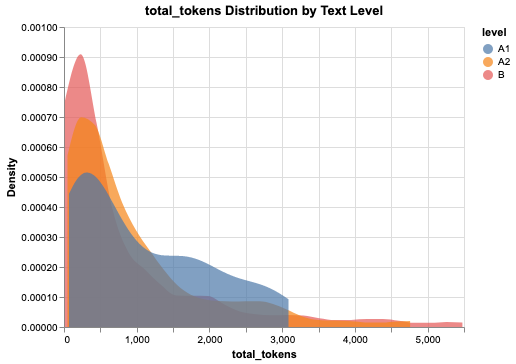 total_tokens Distribution by Text Level
level
A1
A2
B
0.00100
0.00090
0.00080
0.00070
0.00060
0.00050
0.00040
0.00030
0.00020
0.00010
0.00000
Density
0 1,000 2,000 3,000 4,000 5,000
total_tokens